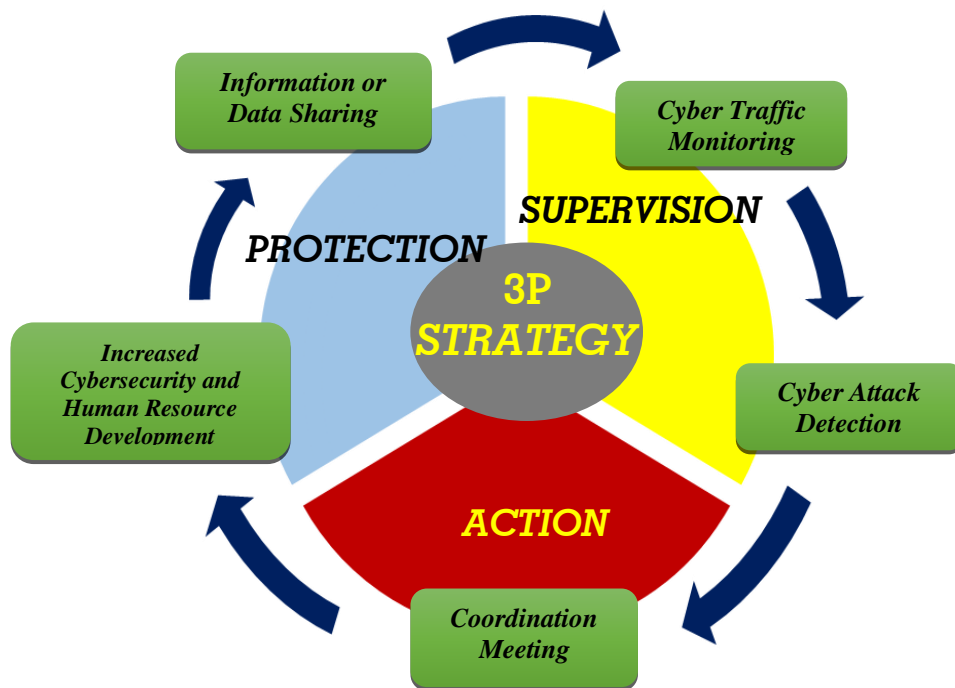 Information or
Data Sharing
Cyber Traffic
Monitoring
SUPERVISION
PROTECTION
3P
STRATEGY
Increased
Cybersecurity and
Human Resource
Development
Cyber Attack
Detection
ACTION
Coordination
Meeting